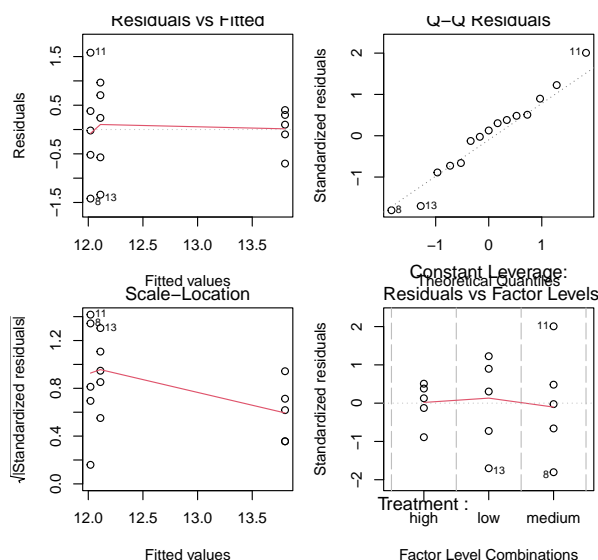 Residuals vs Fitted
Residuals
1.5
0.5
−0.5
−1.5
11
8
13
12.0 12.5 13.0 13.5
Fitted values
Q−Q Residuals
Standardized residuals
2
1
0
−1
11
8
13
−1 0 1
Theoretical Quantiles
Scale−Location
√|Standardized residuals|
1.2
0.8
0.4
0.0
11
8
13
12.0 12.5 13.0 13.5
Fitted values
Constant Leverage:
Residuals vs Factor Levels
Standardized residuals
2
1
0
−1
−2
11
13
8
Treatment :
high low medium
Factor Level Combinations